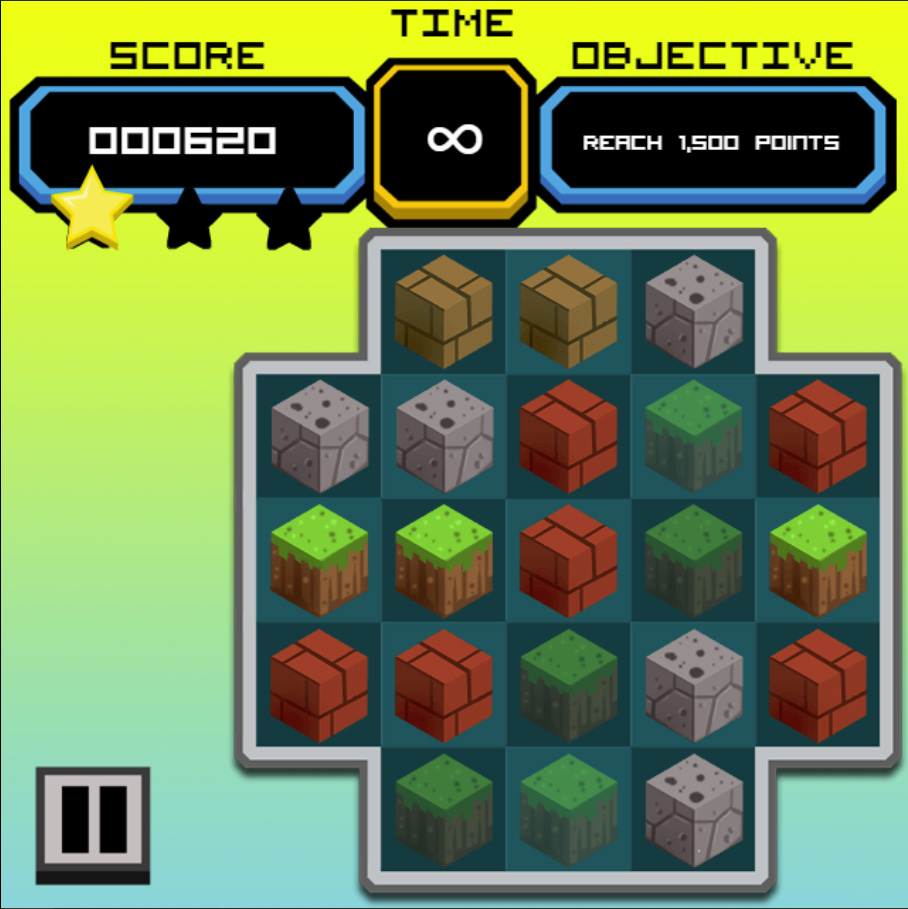 TIME
SCORE
OBJECTIVE
000620
∞
REACH 1,500 POINTS